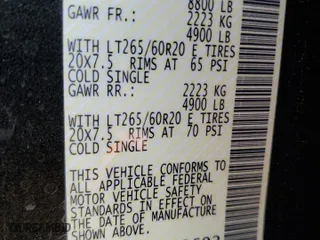 8800 LB
GAWR FR.: 2223 KG
4900 LB
WITH LT265/60R20 E TIRES
20X7.5 RIMS AT 65 PSI
COLD SINGLE
GAWR RR.: 2223 KG
4900 LB
WITH LT265/60R20 E TIRES
20X7.5 RIMS AT 70 PSI
COLD SINGLE
THIS VEHICLE CONFORMS TO
ALL APPLICABLE FEDERAL
MOTOR VEHICLE SAFETY
STANDARDS IN EFFECT ON
THE DATE OF MANUFACTURE
SHOWN ABOVE.